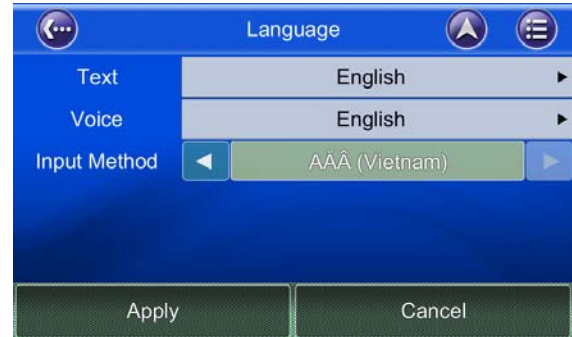 Language
Text English
Voice English
Input Method AĂÂ (Vietnam)
Apply Cancel